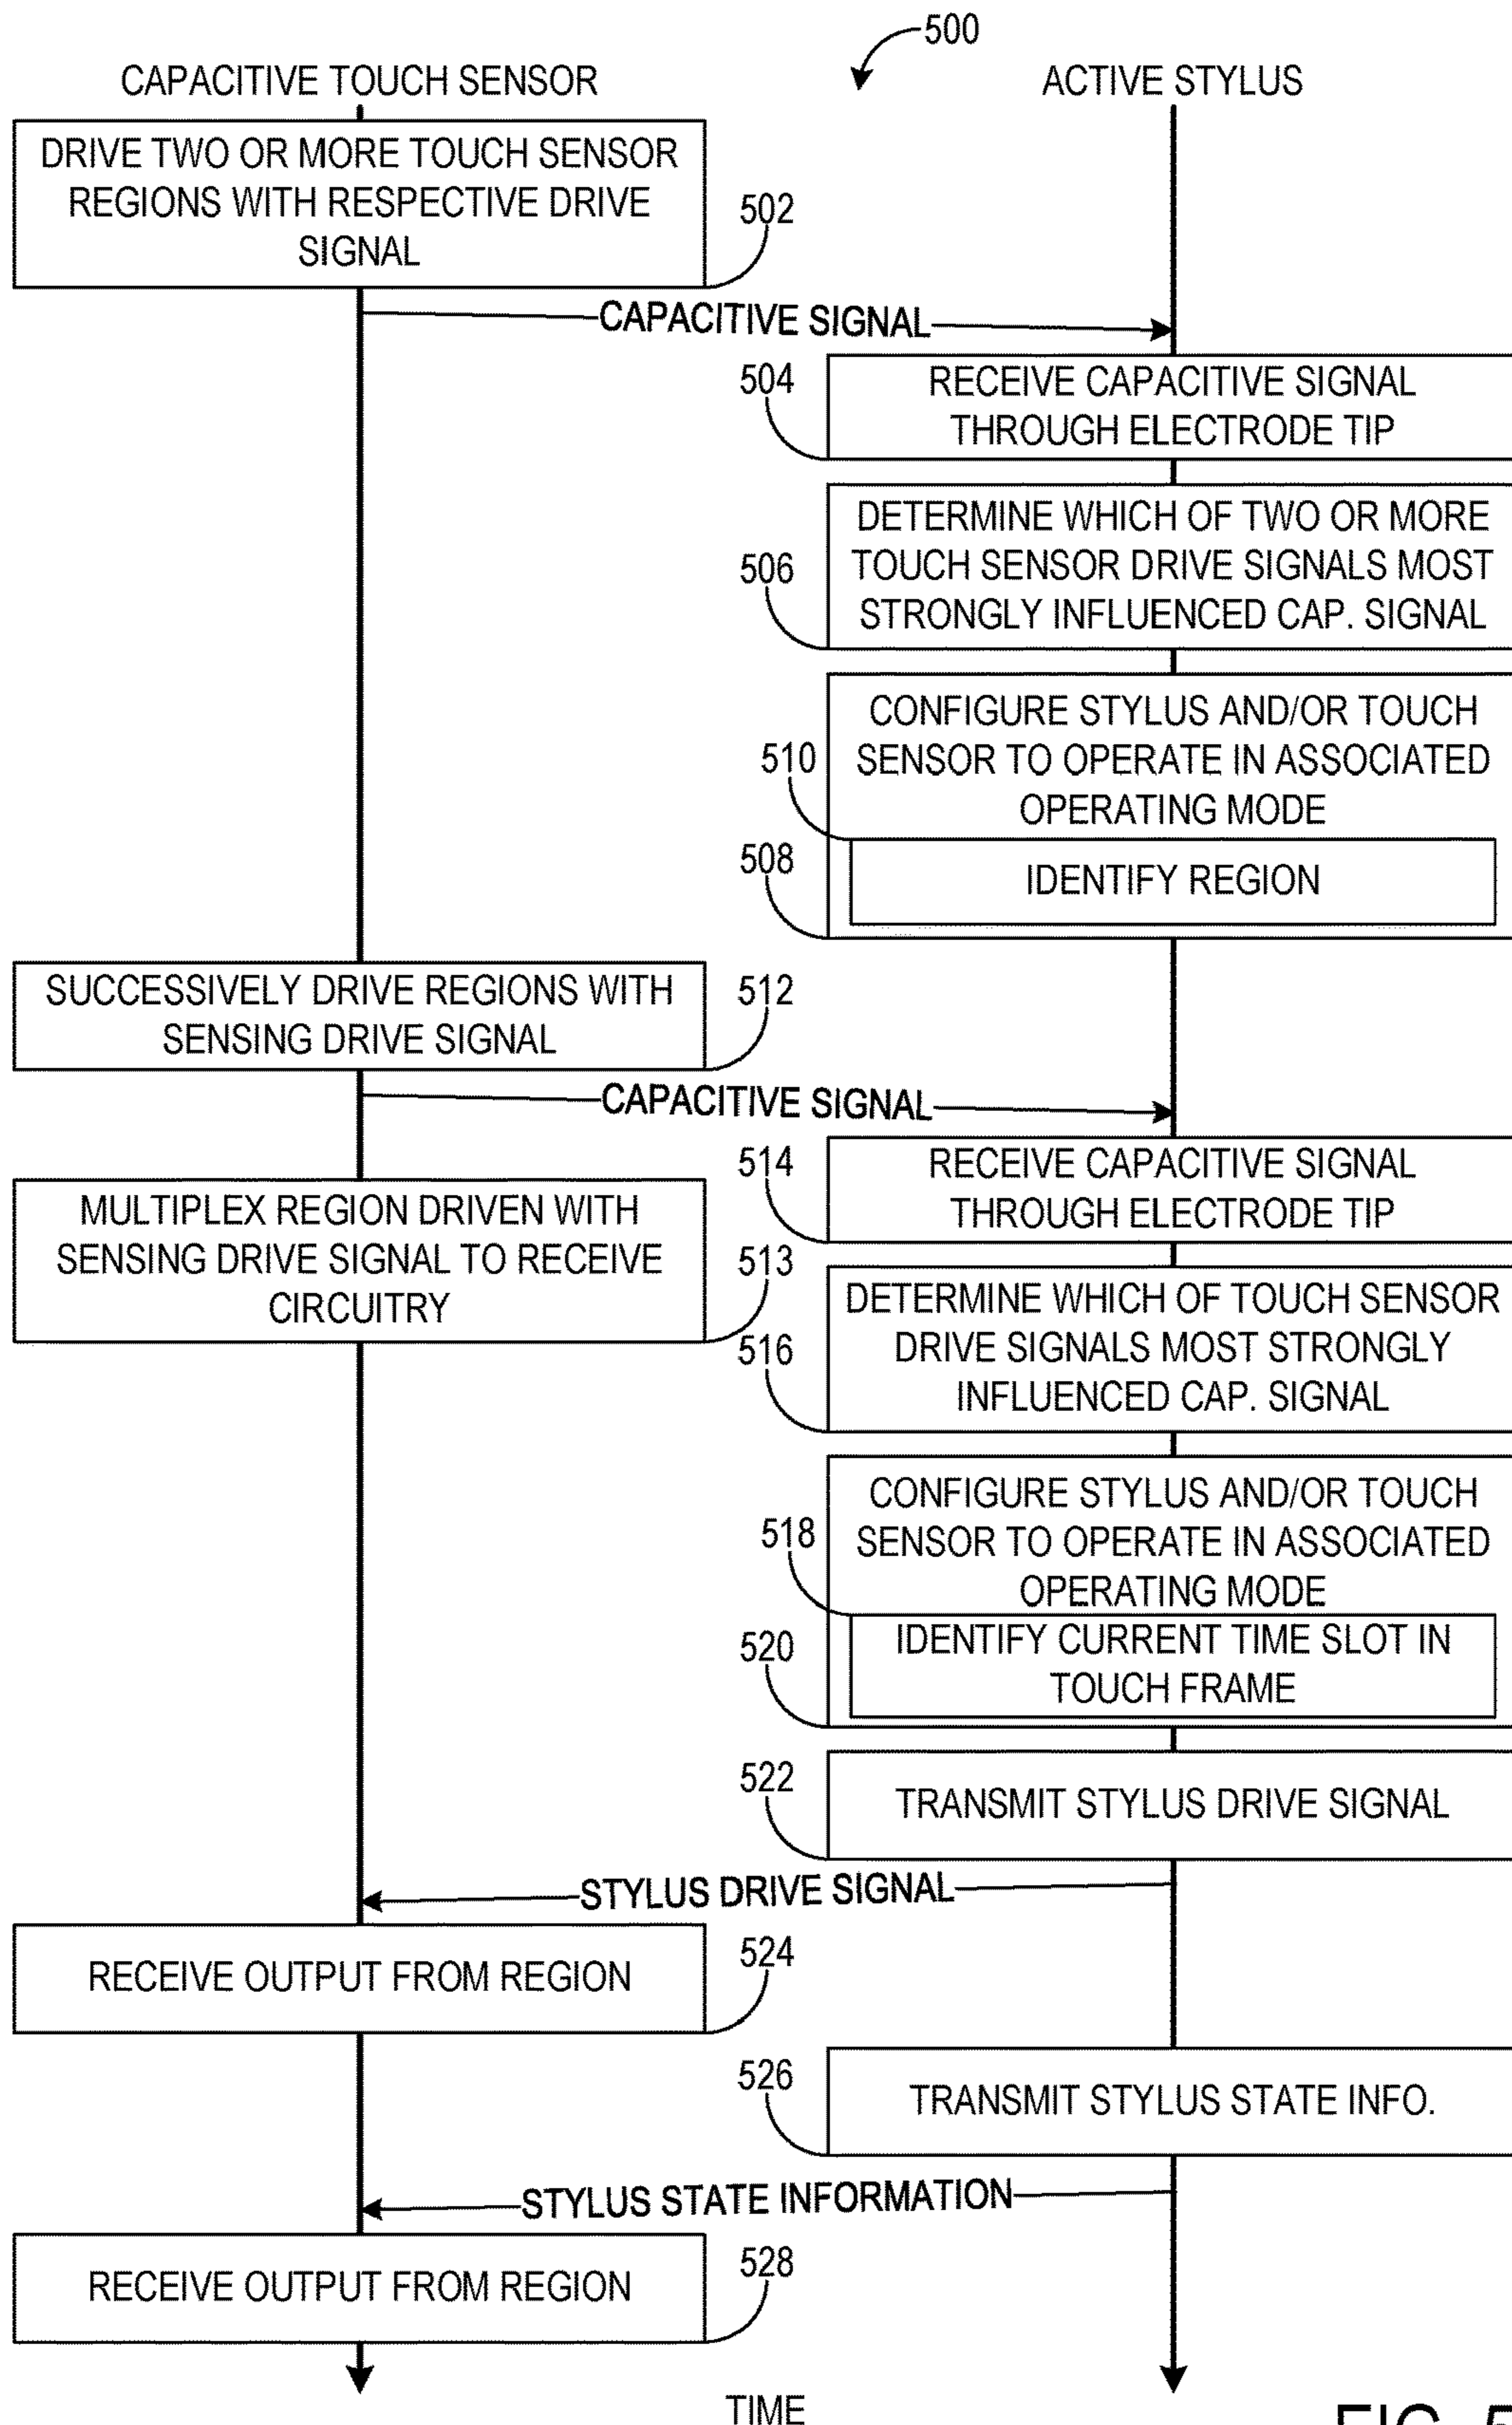 500
CAPACITIVE TOUCH SENSOR
ACTIVE STYLUS
DRIVE TWO OR MORE TOUCH SENSOR
REGIONS WITH RESPECTIVE DRIVE
SIGNAL
502
CAPACITIVE SIGNAL
504
RECEIVE CAPACITIVE SIGNAL
THROUGH ELECTRODE TIP
506
DETERMINE WHICH OF TWO OR MORE
TOUCH SENSOR DRIVE SIGNALS MOST
STRONGLY INFLUENCED CAP. SIGNAL
CONFIGURE STYLUS AND/OR TOUCH
SENSOR TO OPERATE IN ASSOCIATED
OPERATING MODE
510
508
IDENTIFY REGION
SUCCESSIVELY DRIVE REGIONS WITH
SENSING DRIVE SIGNAL
512
CAPACITIVE SIGNAL
514
RECEIVE CAPACITIVE SIGNAL
THROUGH ELECTRODE TIP
MULTIPLEX REGION DRIVEN WITH
SENSING DRIVE SIGNAL TO RECEIVE
CIRCUITRY
513
516
DETERMINE WHICH OF TOUCH SENSOR
DRIVE SIGNALS MOST STRONGLY
INFLUENCED CAP. SIGNAL
CONFIGURE STYLUS AND/OR TOUCH
SENSOR TO OPERATE IN ASSOCIATED
OPERATING MODE
518
520
IDENTIFY CURRENT TIME SLOT IN
TOUCH FRAME
522
TRANSMIT STYLUS DRIVE SIGNAL
STYLUS DRIVE SIGNAL
RECEIVE OUTPUT FROM REGION
524
526
TRANSMIT STYLUS STATE INFO.
STYLUS STATE INFORMATION
RECEIVE OUTPUT FROM REGION
528
TIME
FIG. 5